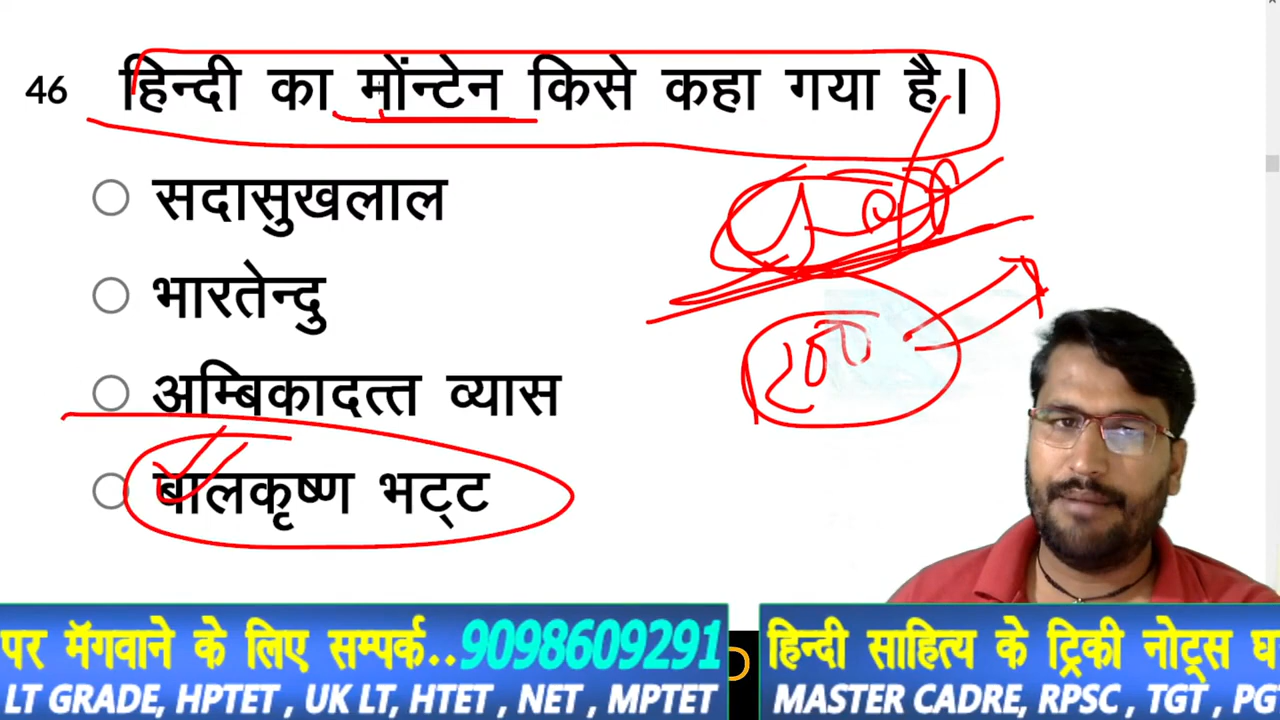 46 हिन्दी का मोंन्टेन किसे कहा गया है।
सदासुखलाल
भारतेन्दु
अम्बिकादत्त व्यास
बालकृष्ण भट्ट
पर मॅगवाने के लिए सम्पर्क..9098609291
हिन्दी साहित्य के ट्रिकी नोट्स घ
LT GRADE, HPTET , UK LT, HTET , NET , MPTET
MASTER CADRE, RPSC , TGT , PG